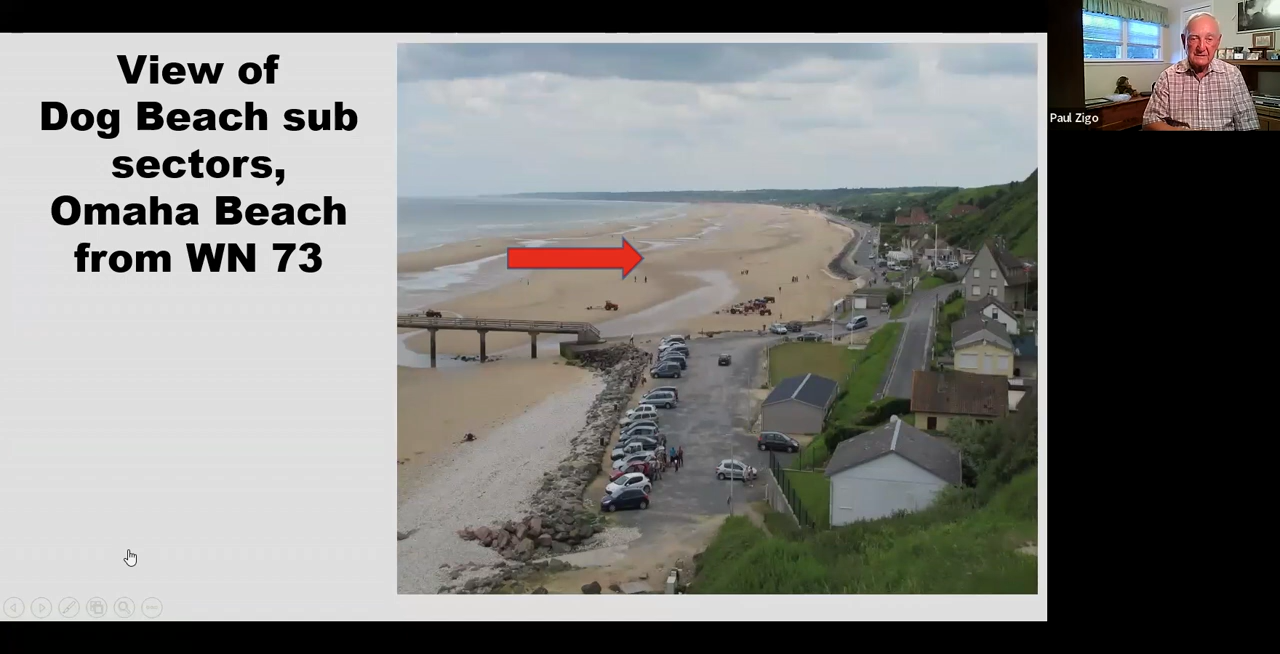 View of
Dog Beach sub
sectors,
Omaha Beach
from WN 73
Paul Zigo